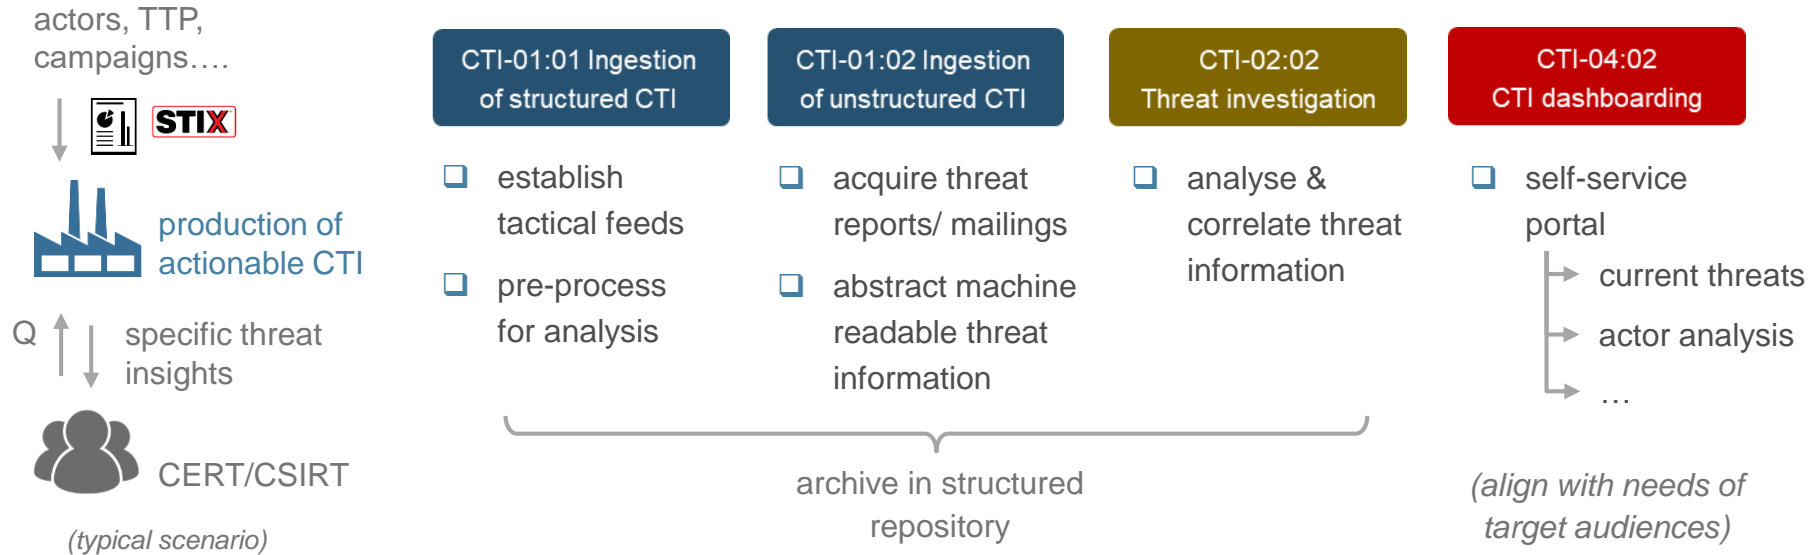 actors, TTP,
campaigns….
STIX
production of
actionable CTI
Q
specific threat
insights
CERT/CSIRT
(typical scenario)
CTI-01:01 Ingestion
of structured CTI
establish
tactical feeds
pre-process
for analysis
CTI-01:02 Ingestion
of unstructured CTI
acquire threat
reports/ mailings
abstract machine
readable threat
information
CTI-02:02
Threat investigation
analyse &
correlate threat
information
archive in structured
repository
CTI-04:02
CTI dashboarding
self-service
portal
current threats
actor analysis
…
(align with needs of
target audiences)